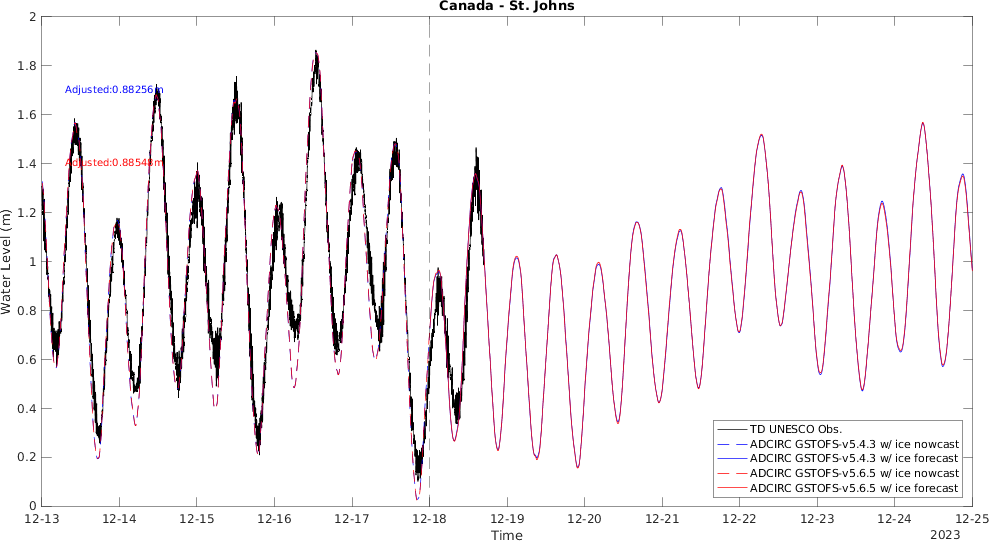 Canada - St. Johns
2
1.8
1.6
1.4
1.2
1
0.8
0.6
0.4
0.2
0
Water Level (m)
Adjusted:0.88256m
Adjusted:0.88548m
TD UNESCO Obs.
ADCIRC GSTOFS-v5.4.3 w/ ice nowcast
ADCIRC GSTOFS-v5.4.3 w/ ice forecast
ADCIRC GSTOFS-v5.6.5 w/ ice nowcast
ADCIRC GSTOFS-v5.6.5 w/ ice forecast
12-13 12-14 12-15 12-16 12-17 12-18 12-19 12-20 12-21 12-22 12-23 12-24 12-25
Time
2023